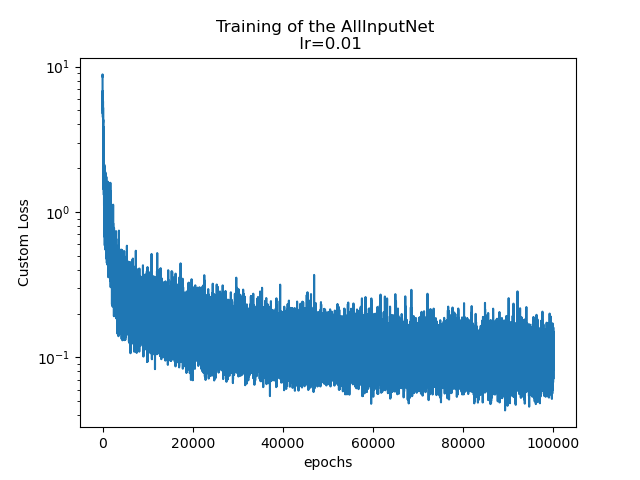 Training of the AllInputNet
lr=0.01
10¹
10⁰
10⁻¹
Custom Loss
0 20000 40000 60000 80000 100000
epochs